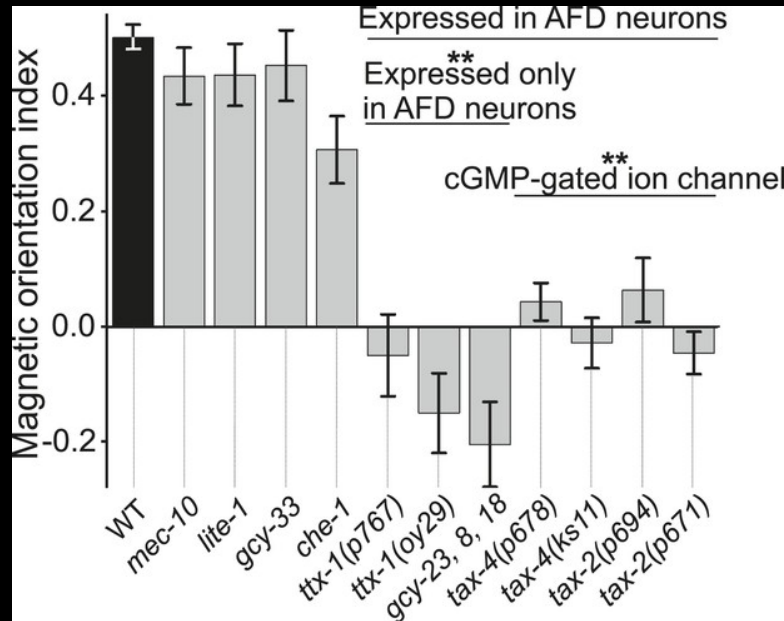 Expressed in AFD neurons
**
Expressed only
in AFD neurons
**
cGMP-gated ion channel
Magnetic orientation index
0.4
0.2
0.0
-0.2
WT
mec-10
lite-1
gcy-33
che-1
ttx-1(p767)
ttx-1(oy29)
gcy-23, 8, 18
tax-4(p678)
tax-4(ks11)
tax-2(p694)
tax-2(p671)